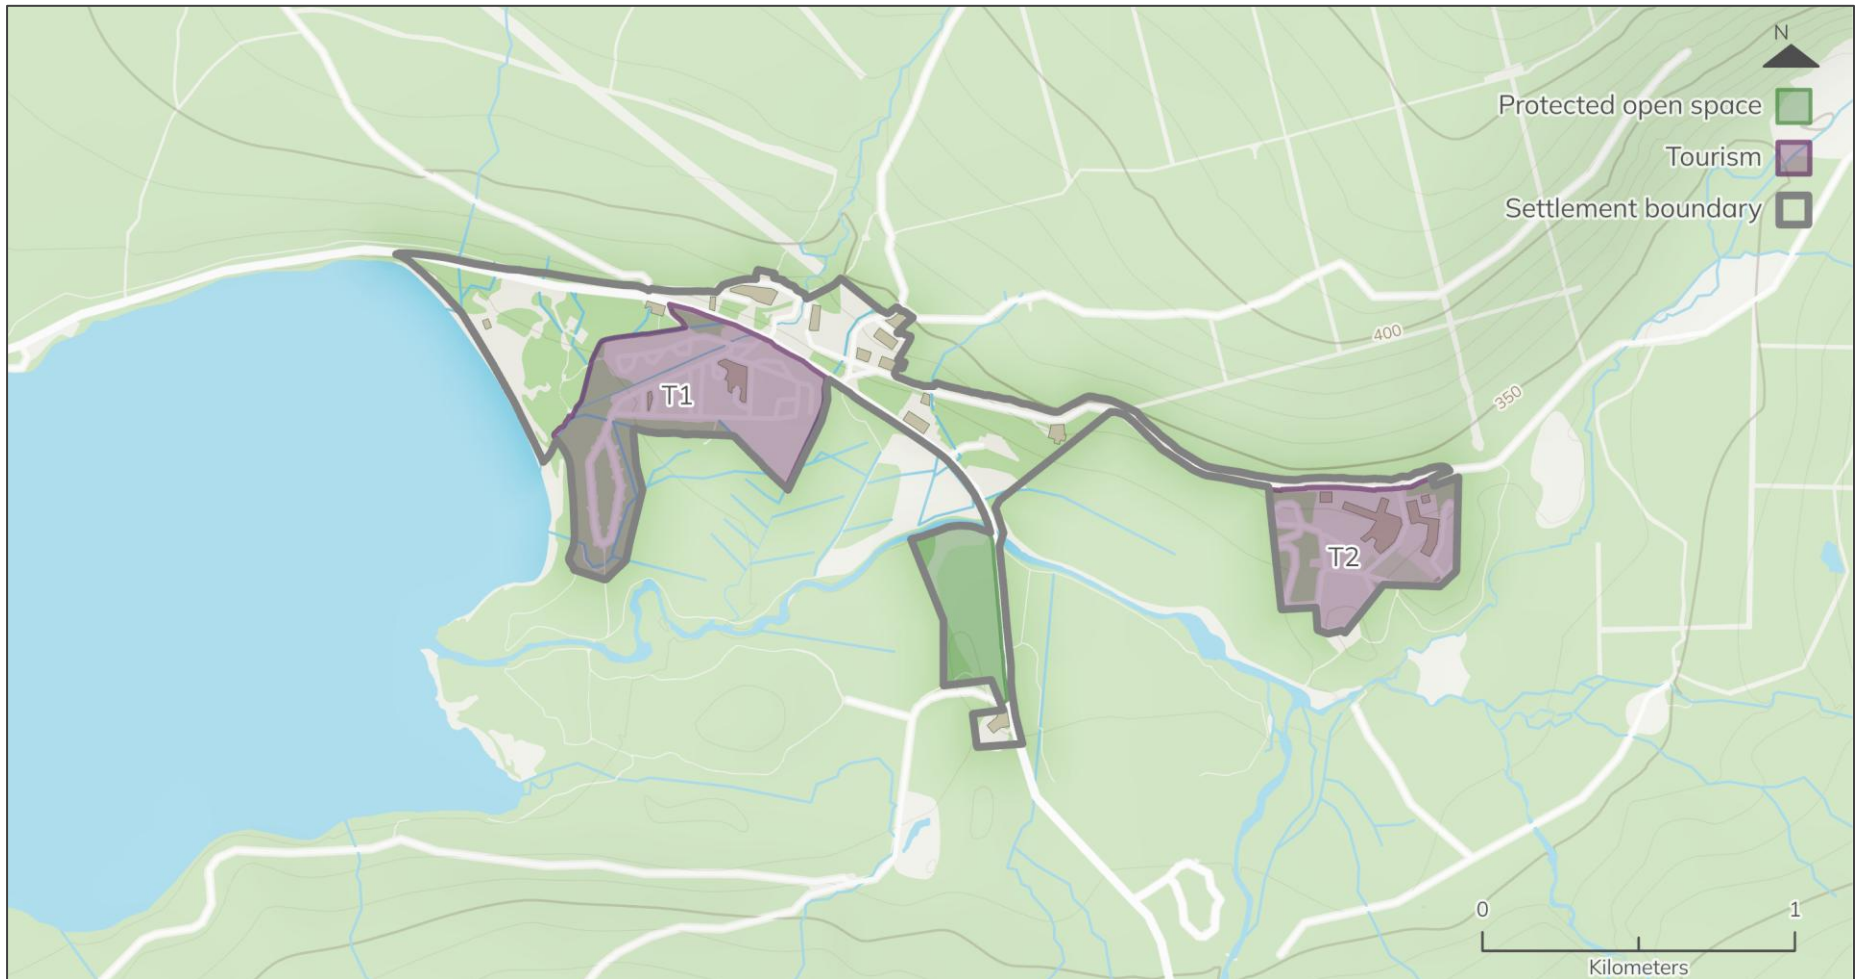 N
Protected open space
Tourism
Settlement boundary
400
350
T1
T2
0 1
Kilometers